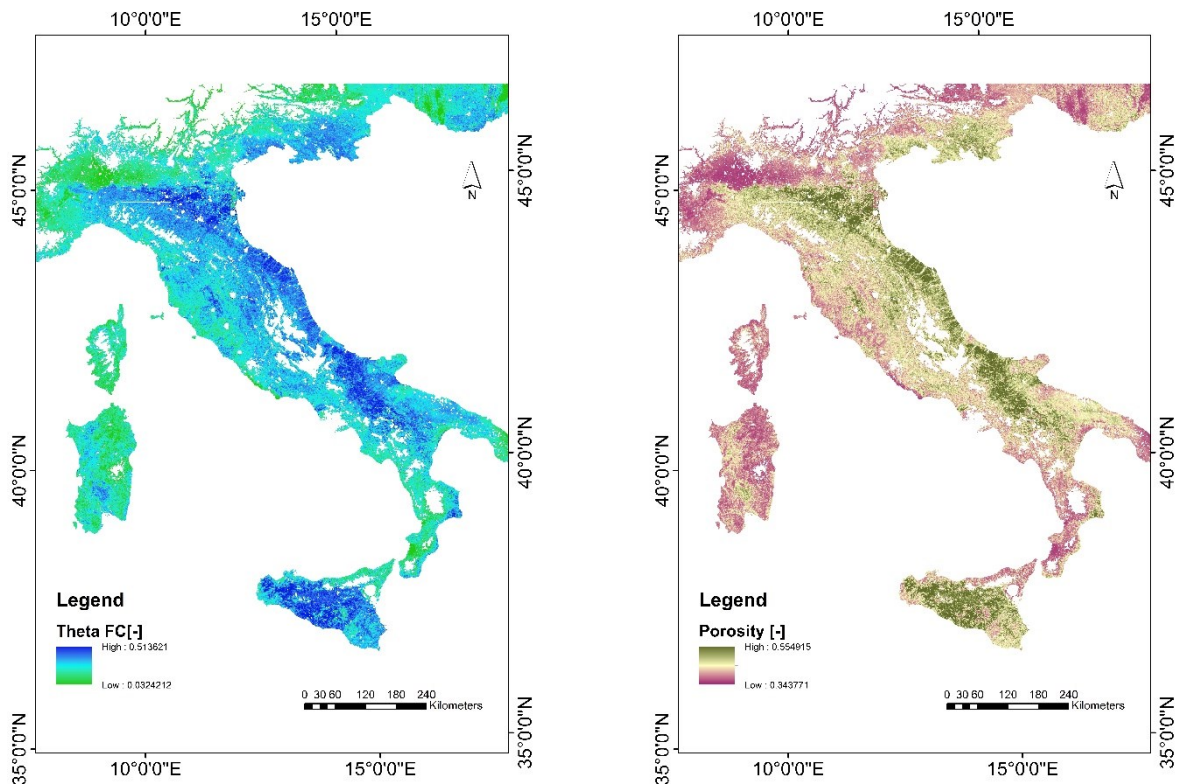 10°0'0"E 15°0'0"E
45°0'0"N
45°0'0"N
N
40°0'0"N
40°0'0"N
35°0'0"N
35°0'0"N
Legend
Theta FC[-]
High : 0.513621
Low : 0.0324212
0 30 60 120 180 240
Kilometers
10°0'0"E 15°0'0"E
10°0'0"E 15°0'0"E
45°0'0"N
45°0'0"N
N
40°0'0"N
40°0'0"N
35°0'0"N
35°0'0"N
Legend
Porosity [-]
High : 0.554915
Low : 0.343771
0 30 60 120 180 240
Kilometers
10°0'0"E 15°0'0"E